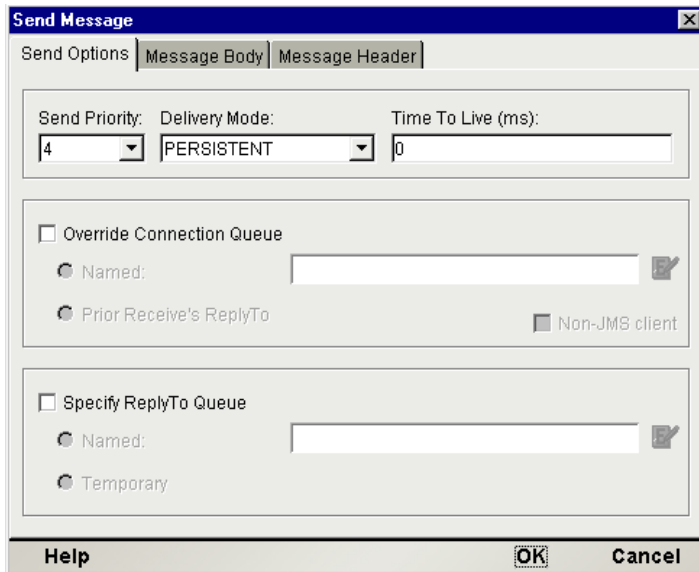 Send Message
Send Options Message Body Message Header
Send Priority: Delivery Mode: Time To Live (ms):
4 PERSISTENT 0
Override Connection Queue
Named:
Prior Receive's ReplyTo
Non-JMS client
Specify ReplyTo Queue
Named:
Temporary
Help OK Cancel